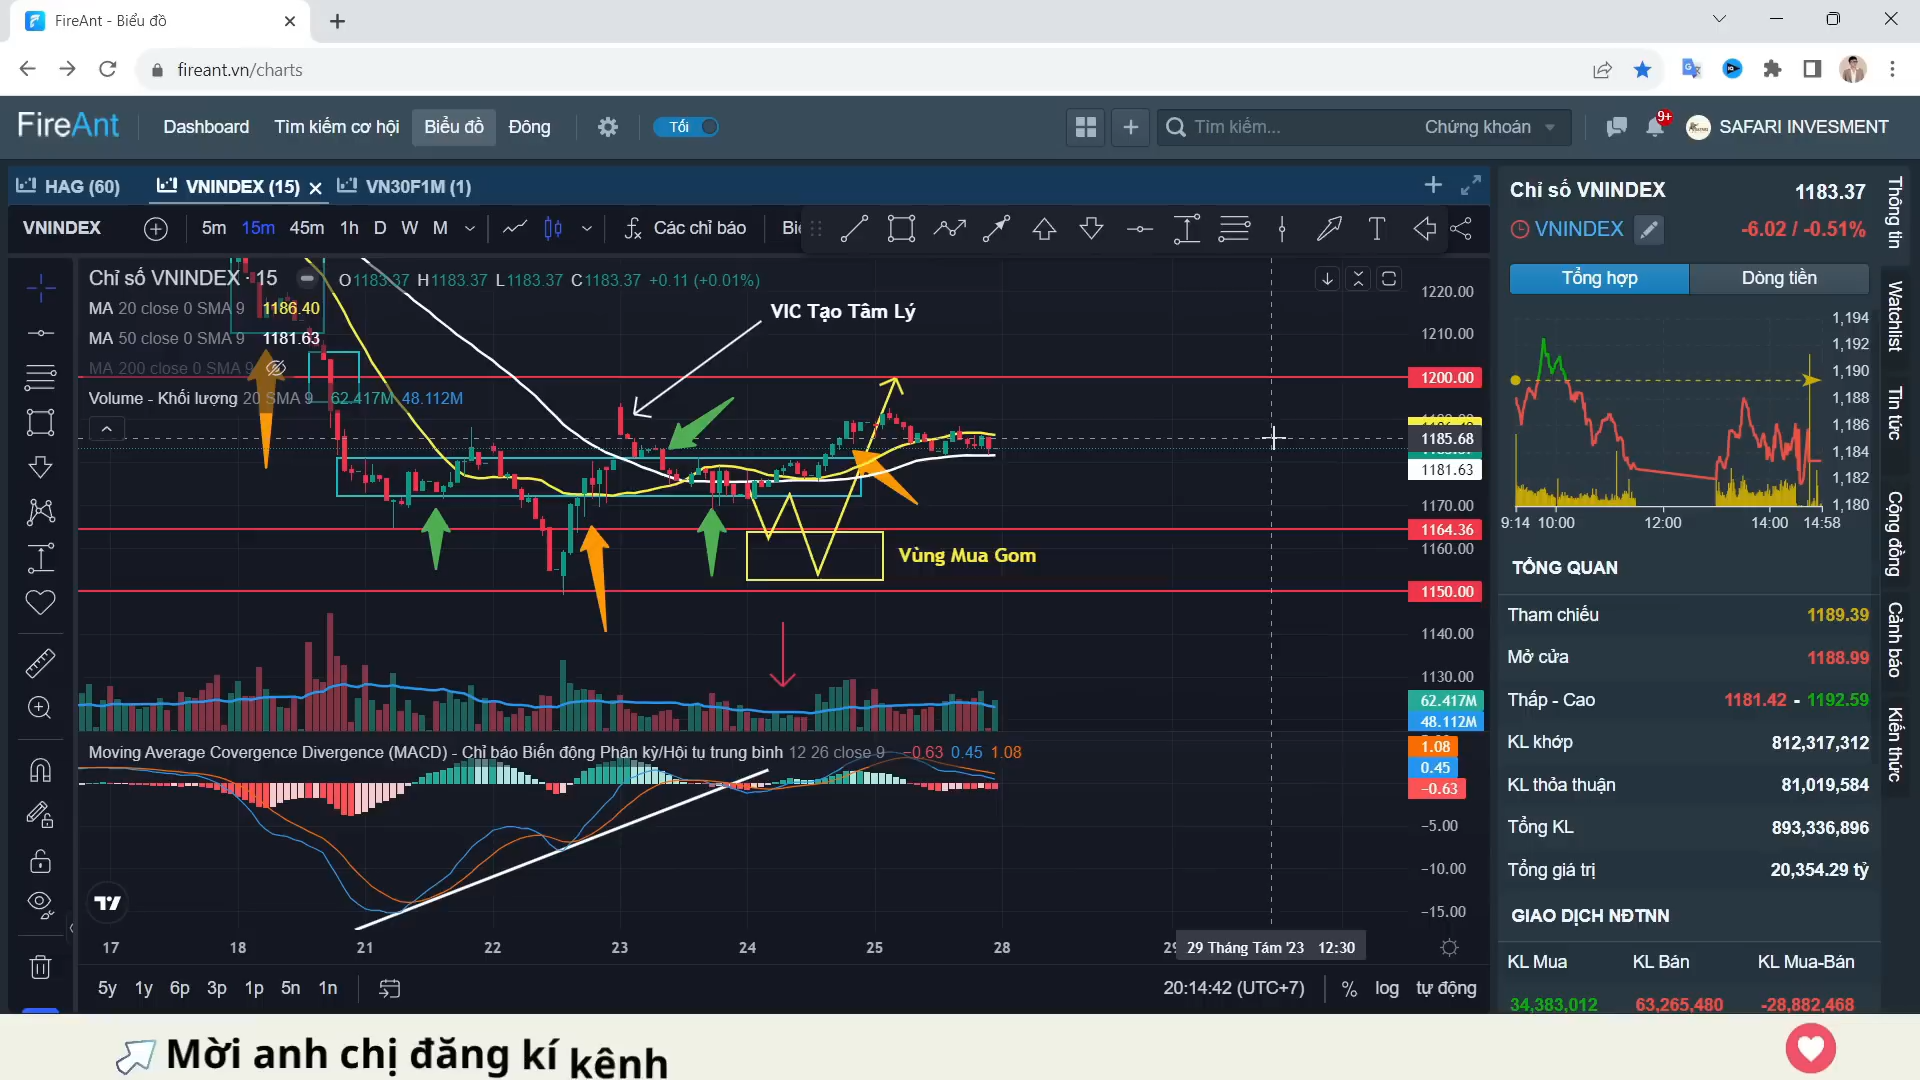 FireAnt - Biểu đồ
fireant.vn/charts
FireAnt Dashboard Tìm kiếm cơ hội Biểu đồ Đông Tối Tìm kiếm... Chứng khoán 9+ SAFARI INVESMENT
HAG (60) VNINDEX (15) VN30F1M (1)
VNINDEX 5m 15m 45m 1h D W M Các chỉ báo
Chỉ số VNINDEX · 15 O1183.37 H1183.37 L1183.37 C1183.37 +0.11 (+0.01%)
MA 20 close 0 SMA 9 1186.40
MA 50 close 0 SMA 9 1181.63
MA 200 close 0 SMA 9
Volume - Khối lượng 20 SMA 9 62.417M 48.112M
VIC Tạo Tâm Lý
Vùng Mua Gom
1220.00
1210.00
1200.00
1185.68
1181.63
1170.00
1164.36
1160.00
1150.00
1140.00
1130.00
62.417M
48.112M
Moving Average Covergence Divergence (MACD) - Chỉ báo Biến động Phân kỳ/Hội tụ trung bình 12 26 close 9 −0.63 0.45 1.08
1.08
0.45
−0.63
−5.00
−10.00
−15.00
17 18 21 22 23 24 25 28 29 Tháng Tám '23 12:30
5y 1y 6p 3p 1p 5n 1n 20:14:42 (UTC+7) % log tự động
Chỉ số VNINDEX 1183.37
VNINDEX -6.02 / -0.51%
Tổng hợp Dòng tiền
1,194
1,192
1,190
1,188
1,186
1,184
1,182
1,180
9:14 10:00 12:00 14:00 14:58
TỔNG QUAN
Tham chiếu 1189.39
Mở cửa 1188.99
Thấp - Cao 1181.42 - 1192.59
KL khớp 812,317,312
KL thỏa thuận 81,019,584
Tổng KL 893,336,896
Tổng giá trị 20,354.29 tỷ
GIAO DỊCH NĐTNN
KL Mua KL Bán KL Mua-Bán
34,383,012 63,265,480 -28,882,468
Thông tin
Watchlist
Tin tức
Cộng đồng
Cảnh báo
Kiến thức
Mời anh chị đăng kí kênh